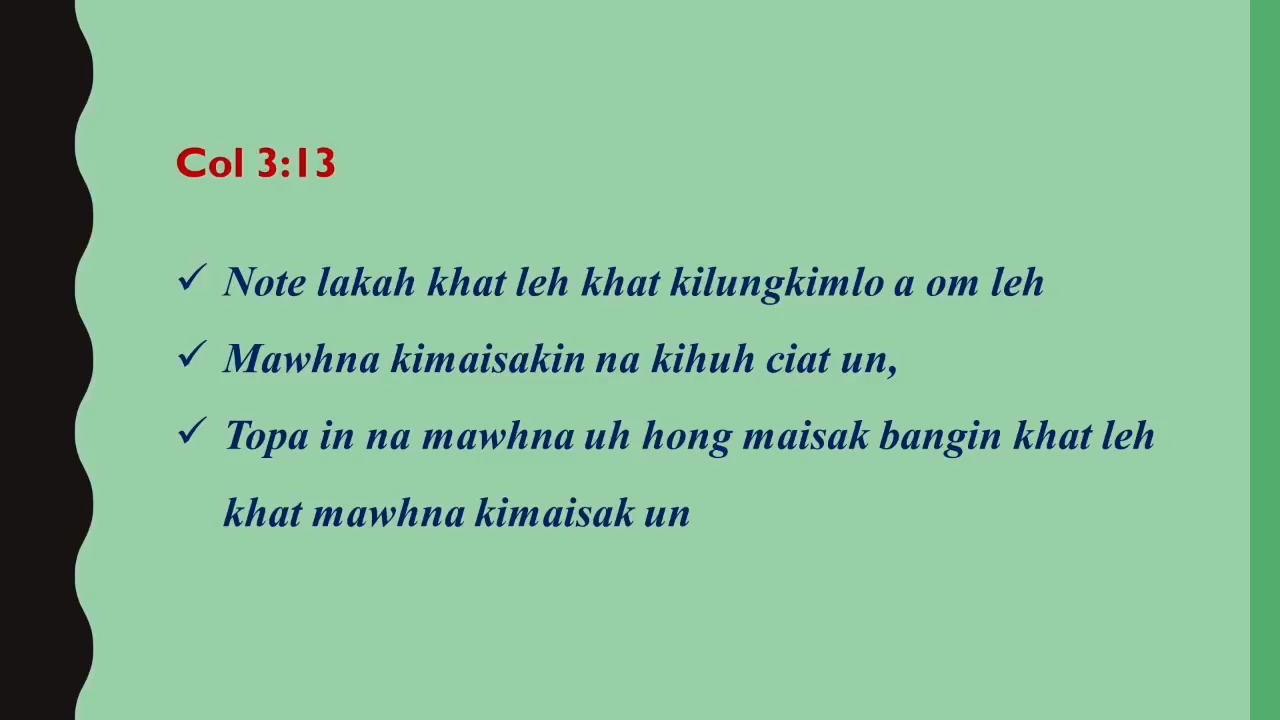 Col 3:13
✓ Note lakah khat leh khat kilungkimlo a om leh
✓ Mawhna kimaisakin na kihuh ciat un,
✓ Topa in na mawhna uh hong maisak bangin khat leh
khat mawhna kimaisak un